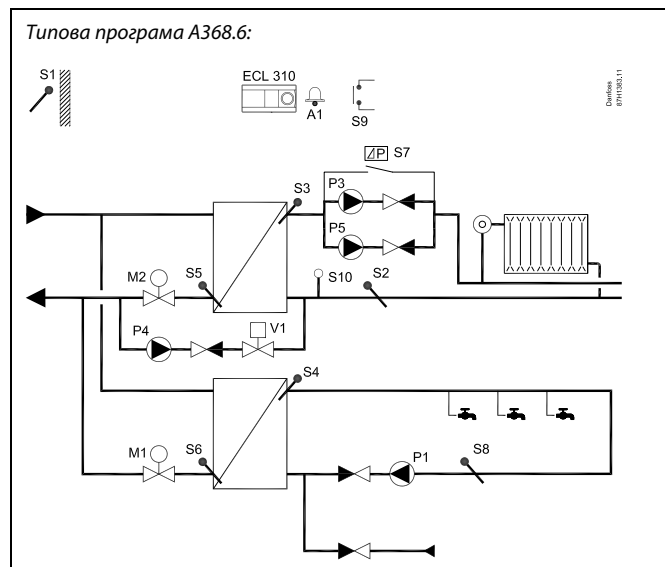 Типова програма A368.6:
S1
ECL 310
A1
S9
Danfoss
87H1383.11
P S7
S3
P3
P5
M2
S5
S10
S2
P4
V1
S4
M1
S6
P1
S8